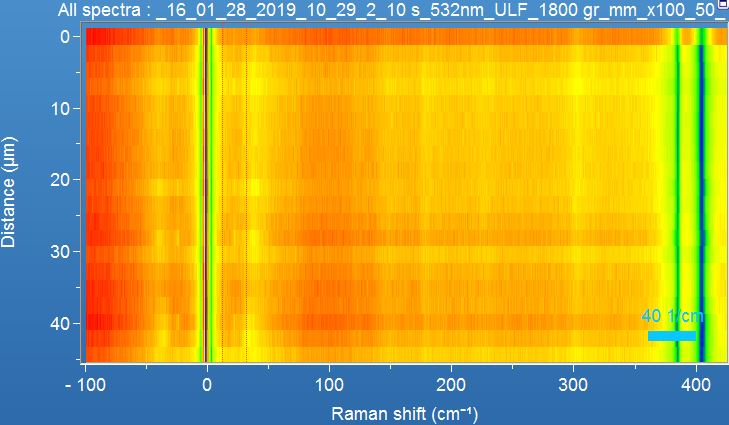 All spectra : _16_01_28_2019_10_29_2_10 s_532nm_ULF_1800 gr_mm_x100_50_
Distance (µm)
0
10
20
30
40
40 1/cm
-100 0 100 200 300 400
Raman shift (cm⁻¹)